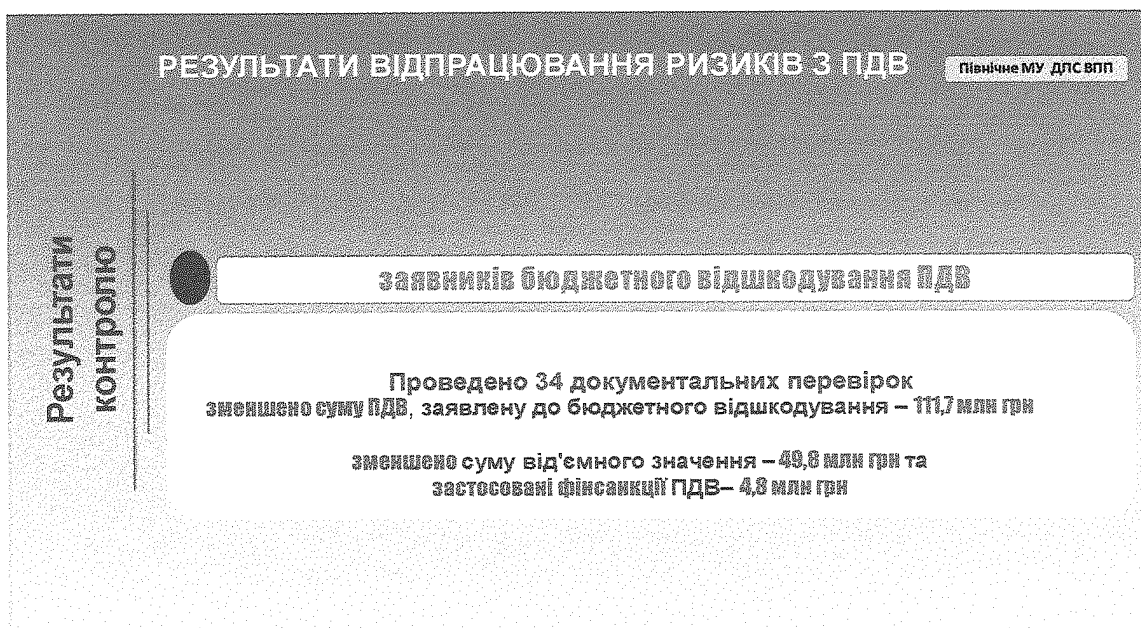 РЕЗУЛЬТАТИ ВІДПРАЦЮВАННЯ РИЗИКІВ З ПДВ
Північне МУ ДПС ВПП
Результати
контролю
заявників бюджетного відшкодування ПДВ
Проведено 34 документальних перевірок
зменшено суму ПДВ, заявлену до бюджетного відшкодування – 111,7 млн грн
зменшено суму від'ємного значення – 49,8 млн грн та
застосовані фінсанкції ПДВ– 4,8 млн грн